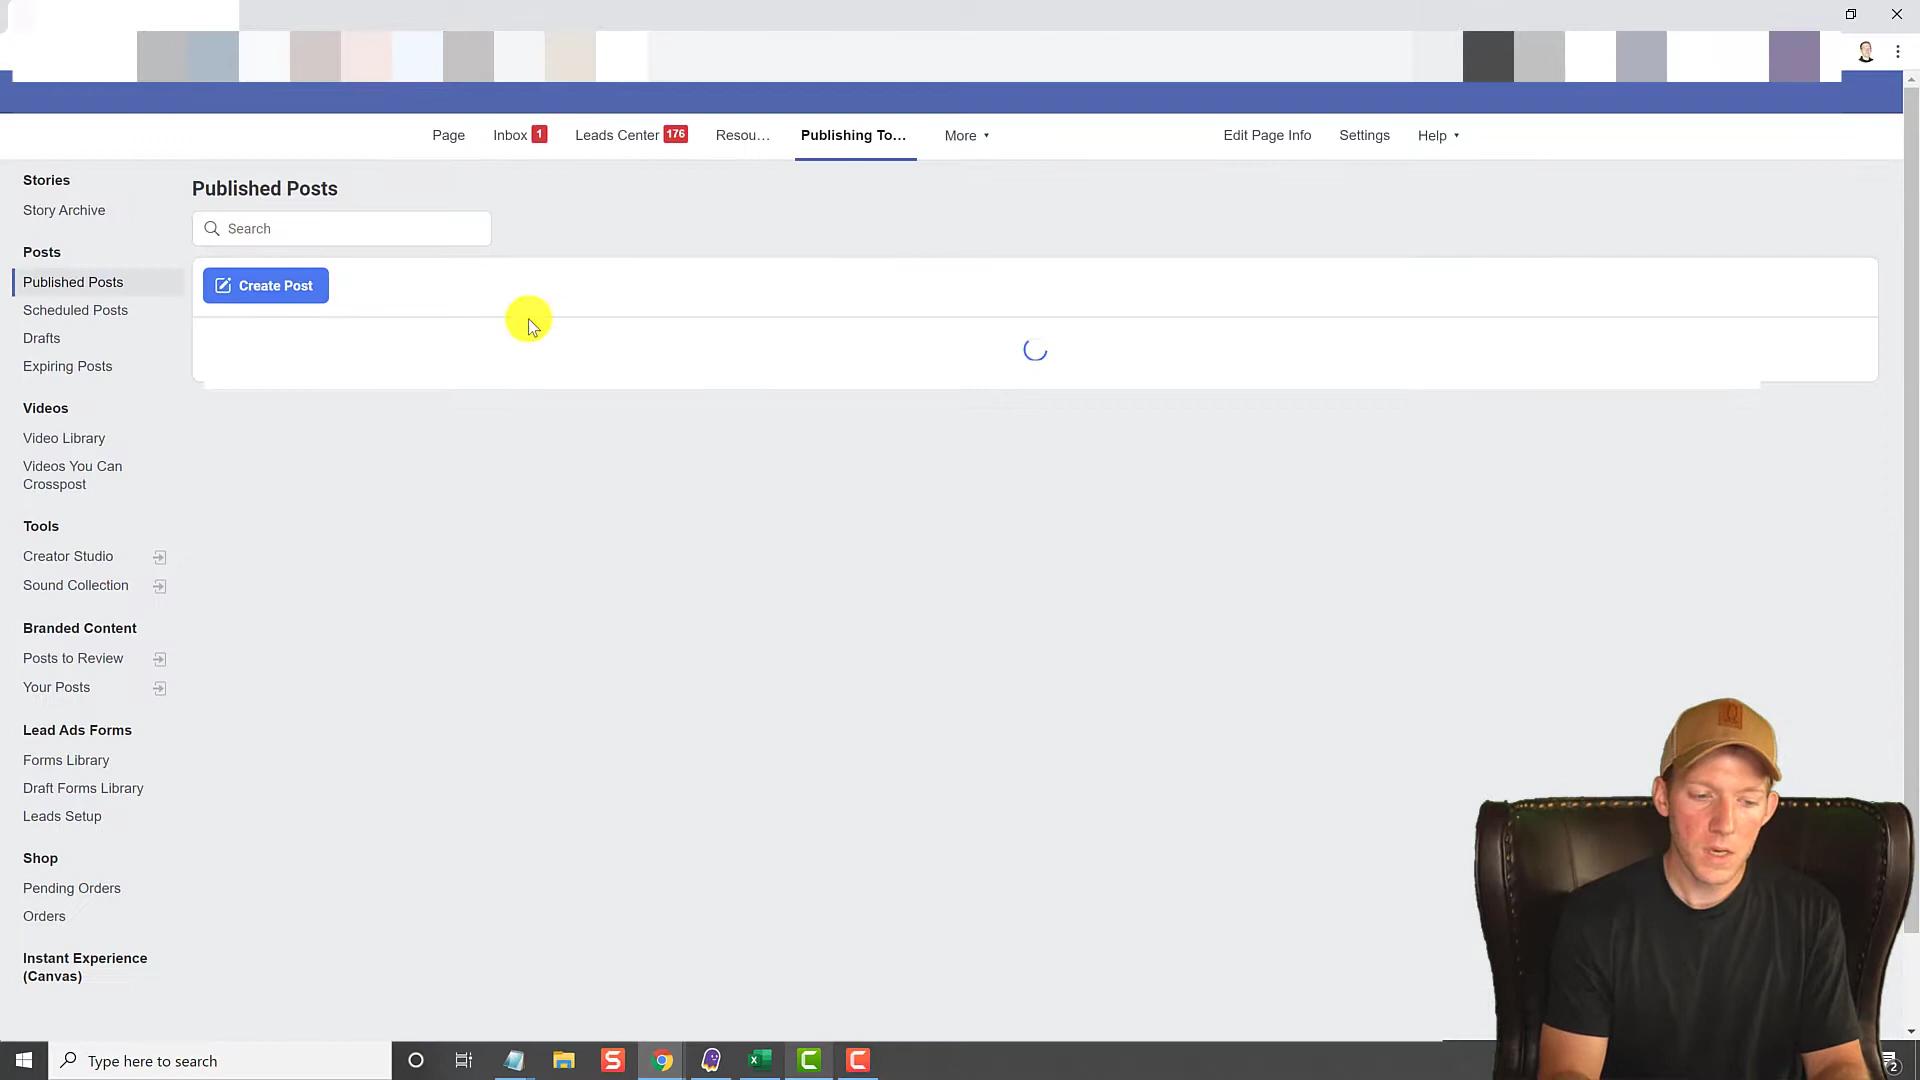 Page
Inbox 1
Leads Center 176
Resou...
Publishing To...
More
Edit Page Info
Settings
Help
Stories
Story Archive
Posts
Published Posts
Scheduled Posts
Drafts
Expiring Posts
Videos
Video Library
Videos You Can
Crosspost
Tools
Creator Studio
Sound Collection
Branded Content
Posts to Review
Your Posts
Lead Ads Forms
Forms Library
Draft Forms Library
Leads Setup
Shop
Pending Orders
Orders
Instant Experience
(Canvas)
Published Posts
Search
Create Post
Type here to search
S
C
C
2